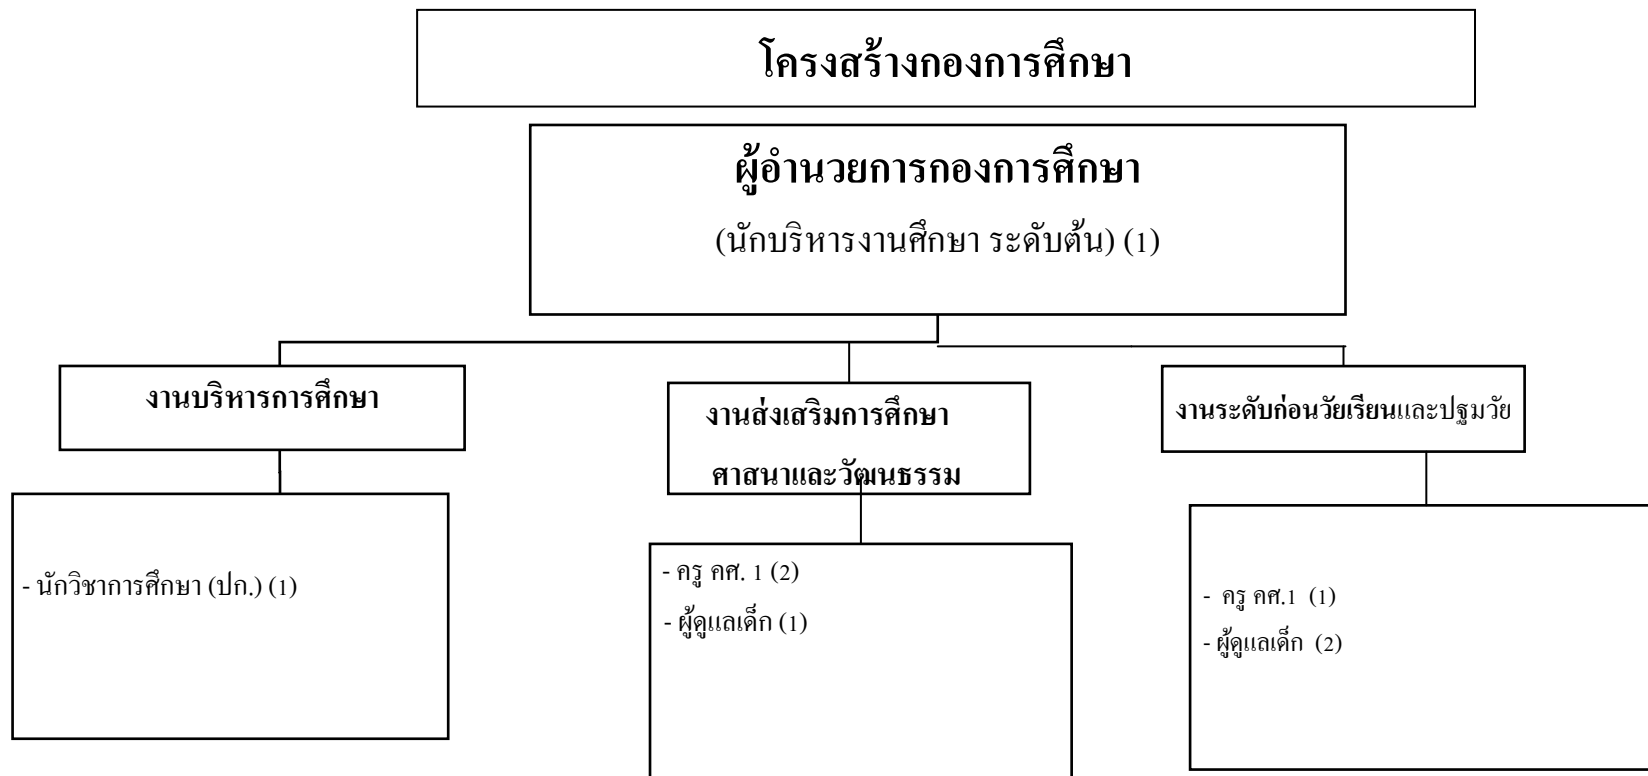 โครงสร้างกองการศึกษา
ผู้อำนวยการกองการศึกษา
(นักบริหารงานศึกษา ระดับต้น) (1)
งานบริหารการศึกษา
- นักวิชาการศึกษา (ปก.) (1)
งานส่งเสริมการศึกษา
ศาสนาและวัฒนธรรม
- ครู คศ. 1 (2)
- ผู้ดูแลเด็ก (1)
งานระดับก่อนวัยเรียนและปฐมวัย
- ครู คศ.1 (1)
- ผู้ดูแลเด็ก (2)